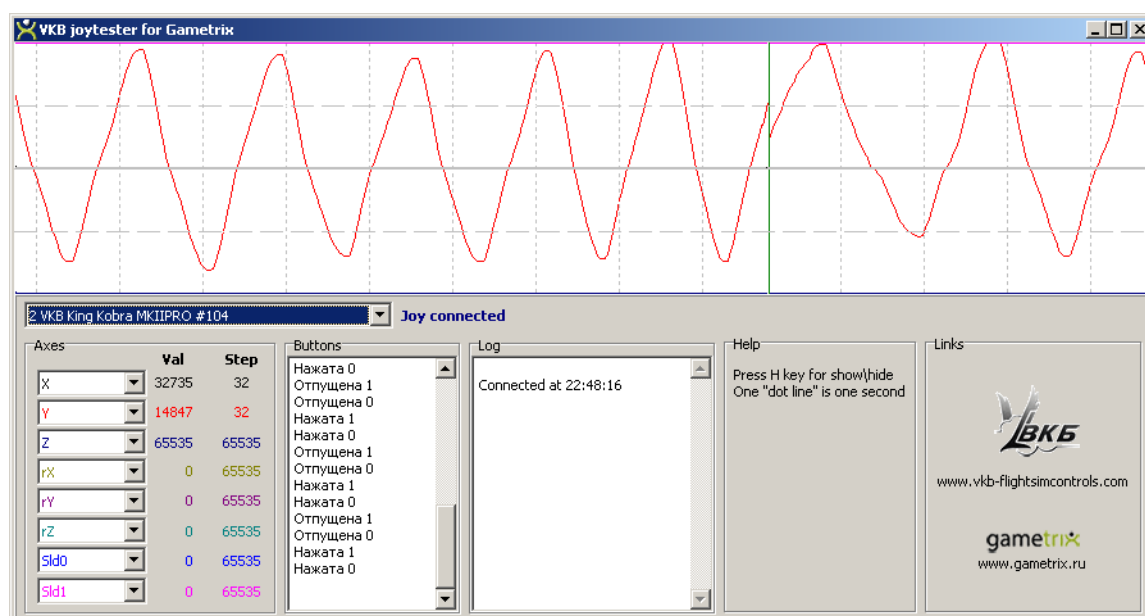 VKB joytester for Gametrix
2 VKB King Kobra MKIIPRO #104
Joy connected
Axes
Val Step
X 32735 32
Y 14847 32
Z 65535 65535
rX 0 65535
rY 0 65535
rZ 0 65535
Sld0 0 65535
Sld1 0 65535
Buttons
Нажата 0
Отпущена 1
Отпущена 0
Нажата 1
Нажата 0
Отпущена 1
Отпущена 0
Нажата 1
Нажата 0
Отпущена 1
Отпущена 0
Нажата 1
Нажата 0
Log
Connected at 22:48:16
Help
Press H key for show\hide
One "dot line" is one second
Links
ВКБ
www.vkb-flightsimcontrols.com
gametrix
www.gametrix.ru